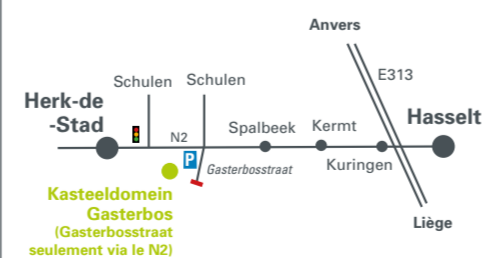 Anvers
E313
Schulen
Schulen
Herk-de
-Stad
Hasselt
N2
Spalbeek
Kermt
P
Gasterbosstraat
Kuringen
Kasteeldomein
Gasterbos
(Gasterbosstraat
seulement via le N2)
Liège